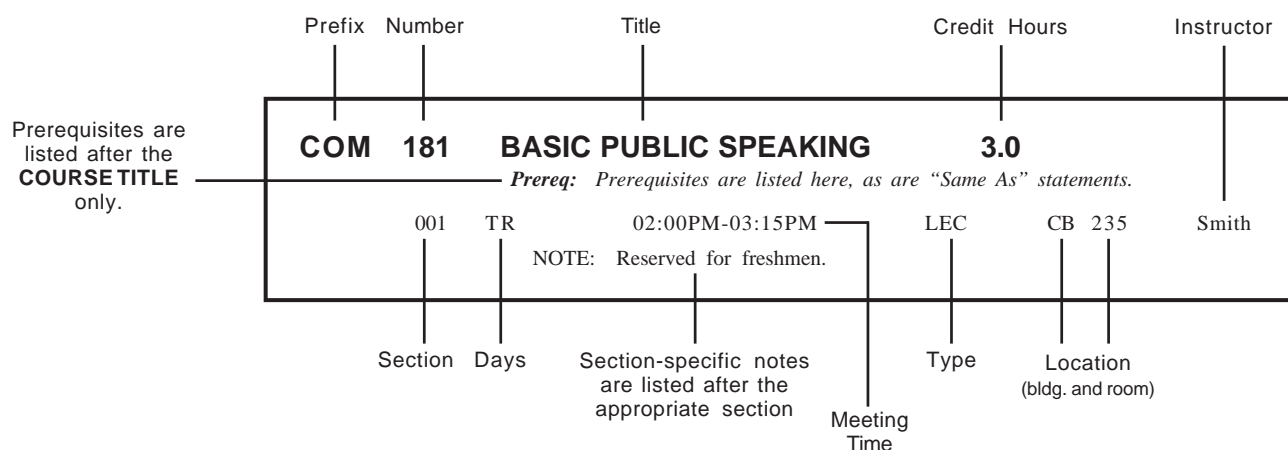 Prefix Number Title Credit Hours Instructor
Prerequisites are
listed after the
COURSE TITLE
only.
COM 181 BASIC PUBLIC SPEAKING 3.0
Prereq: Prerequisites are listed here, as are “Same As” statements.
001 TR 02:00PM-03:15PM LEC CB 235 Smith
NOTE: Reserved for freshmen.
Section Days
Section-specific notes
are listed after the
appropriate section
Meeting
Time
Type
Location
(bldg. and room)